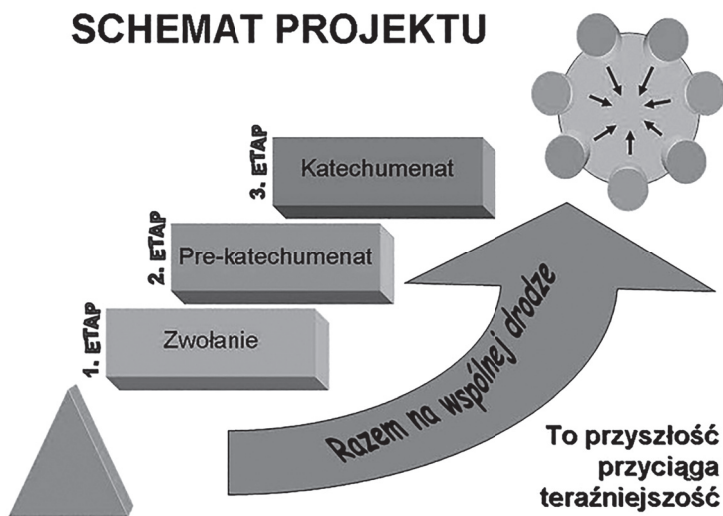 SCHEMAT PROJEKTU
3. ETAP
Katechumenat
2. ETAP
Pre-katechumenat
1. ETAP
Zwołanie
Razem na wspólnej drodze
To przyszłość
przyciąga
teraźniejszość